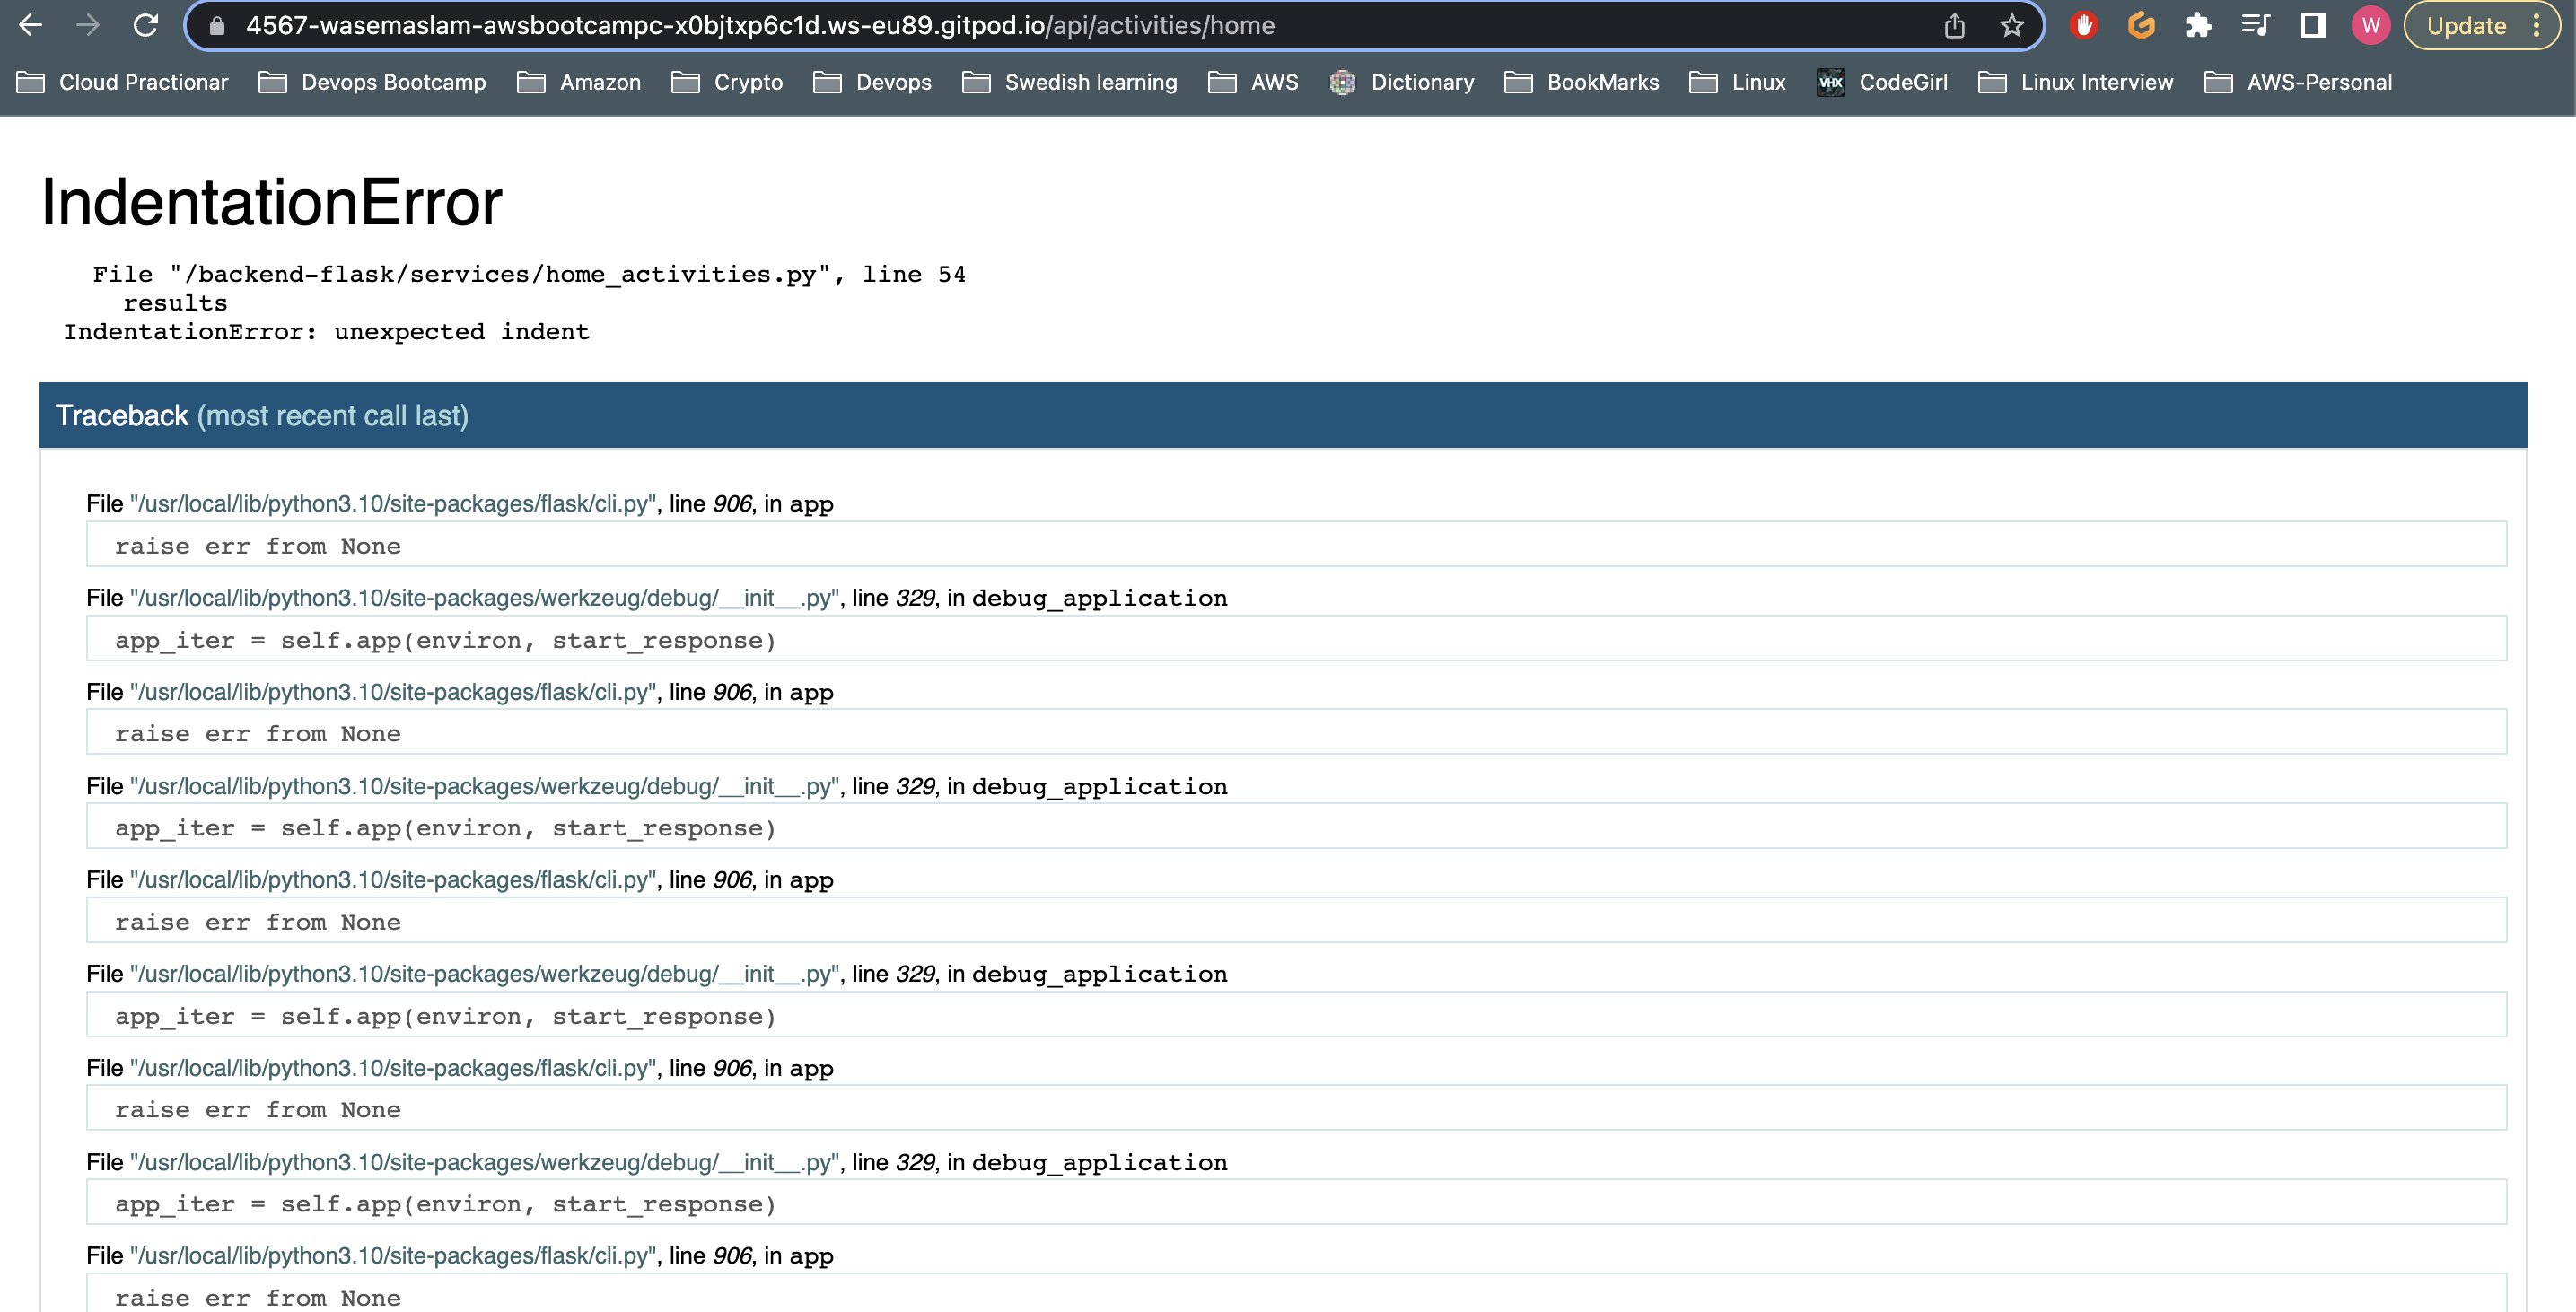 4567-wasemaslam-awsbootcampc-x0bjtxp6c1d.ws-eu89.gitpod.io/api/activities/home W Update
Cloud Practionar Devops Bootcamp Amazon Crypto Devops Swedish learning AWS Dictionary BookMarks Linux VHX CodeGirl Linux Interview AWS-Personal
IndentationError
File "/backend-flask/services/home_activities.py", line 54
results
IndentationError: unexpected indent
Traceback (most recent call last)
File "/usr/local/lib/python3.10/site-packages/flask/cli.py", line 906, in app
raise err from None
File "/usr/local/lib/python3.10/site-packages/werkzeug/debug/__init__.py", line 329, in debug_application
app_iter = self.app(environ, start_response)
File "/usr/local/lib/python3.10/site-packages/flask/cli.py", line 906, in app
raise err from None
File "/usr/local/lib/python3.10/site-packages/werkzeug/debug/__init__.py", line 329, in debug_application
app_iter = self.app(environ, start_response)
File "/usr/local/lib/python3.10/site-packages/flask/cli.py", line 906, in app
raise err from None
File "/usr/local/lib/python3.10/site-packages/werkzeug/debug/__init__.py", line 329, in debug_application
app_iter = self.app(environ, start_response)
File "/usr/local/lib/python3.10/site-packages/flask/cli.py", line 906, in app
raise err from None
File "/usr/local/lib/python3.10/site-packages/werkzeug/debug/__init__.py", line 329, in debug_application
app_iter = self.app(environ, start_response)
File "/usr/local/lib/python3.10/site-packages/flask/cli.py", line 906, in app
raise err from None